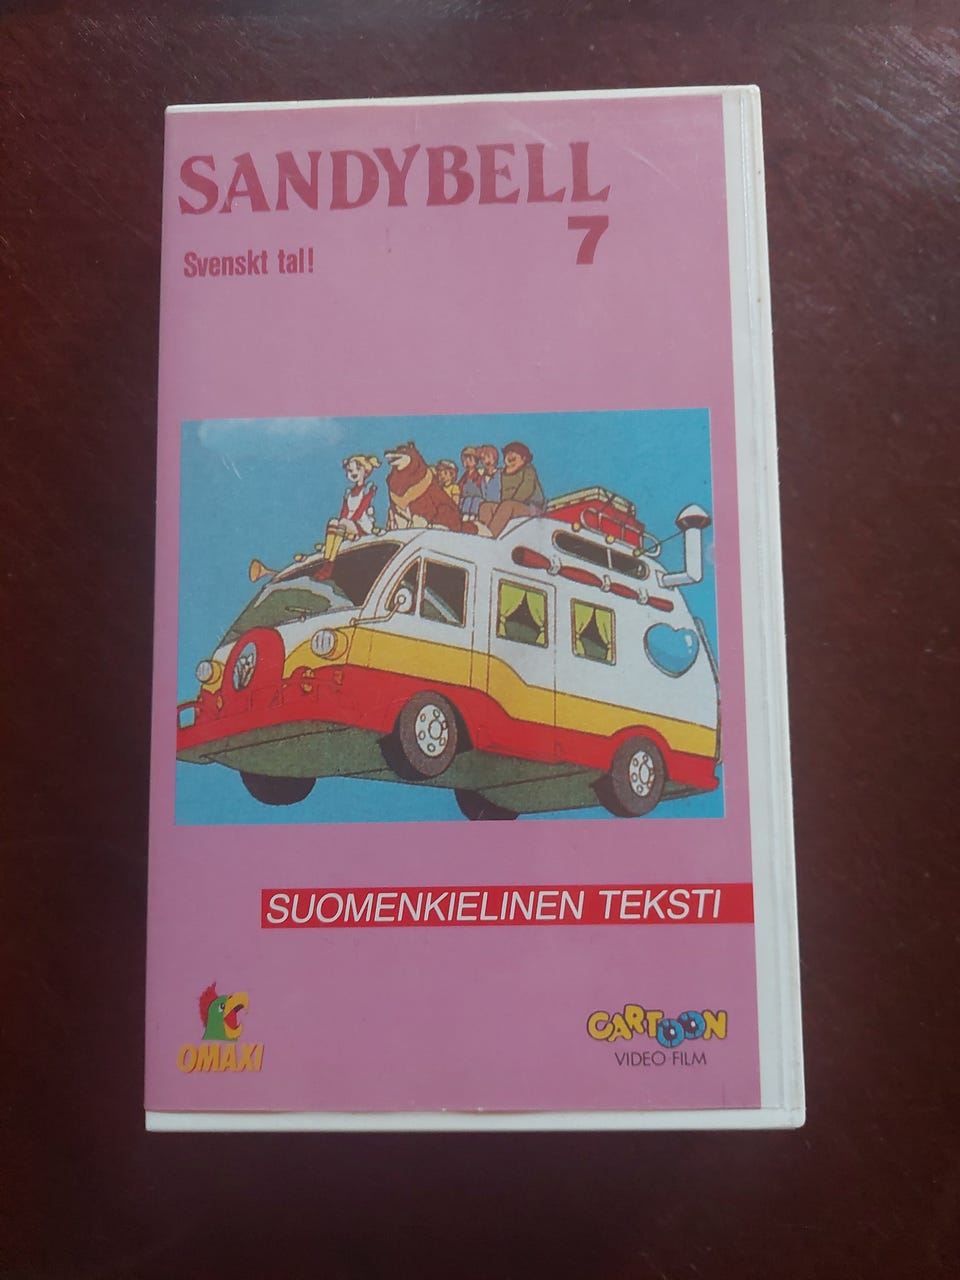 SANDYBELL
7
Svenskt tal!
SUOMENKIELINEN TEKSTI
OMAXI
CARTOON
VIDEO FILM